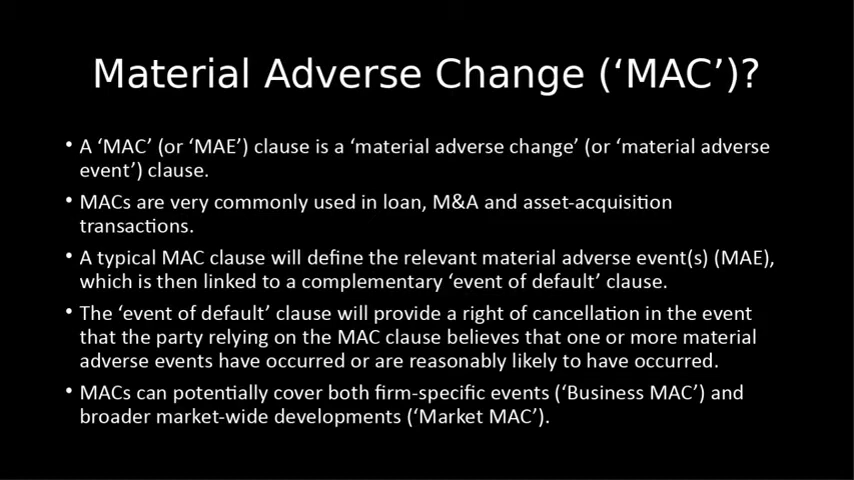 Material Adverse Change (‘MAC’)?
• A ‘MAC’ (or ‘MAE’) clause is a ‘material adverse change’ (or ‘material adverse
event’) clause.
• MACs are very commonly used in loan, M&A and asset-acquisition
transactions.
• A typical MAC clause will define the relevant material adverse event(s) (MAE),
which is then linked to a complementary ‘event of default’ clause.
• The ‘event of default’ clause will provide a right of cancellation in the event
that the party relying on the MAC clause believes that one or more material
adverse events have occurred or are reasonably likely to have occurred.
• MACs can potentially cover both firm-specific events (‘Business MAC’) and
broader market-wide developments (‘Market MAC’).